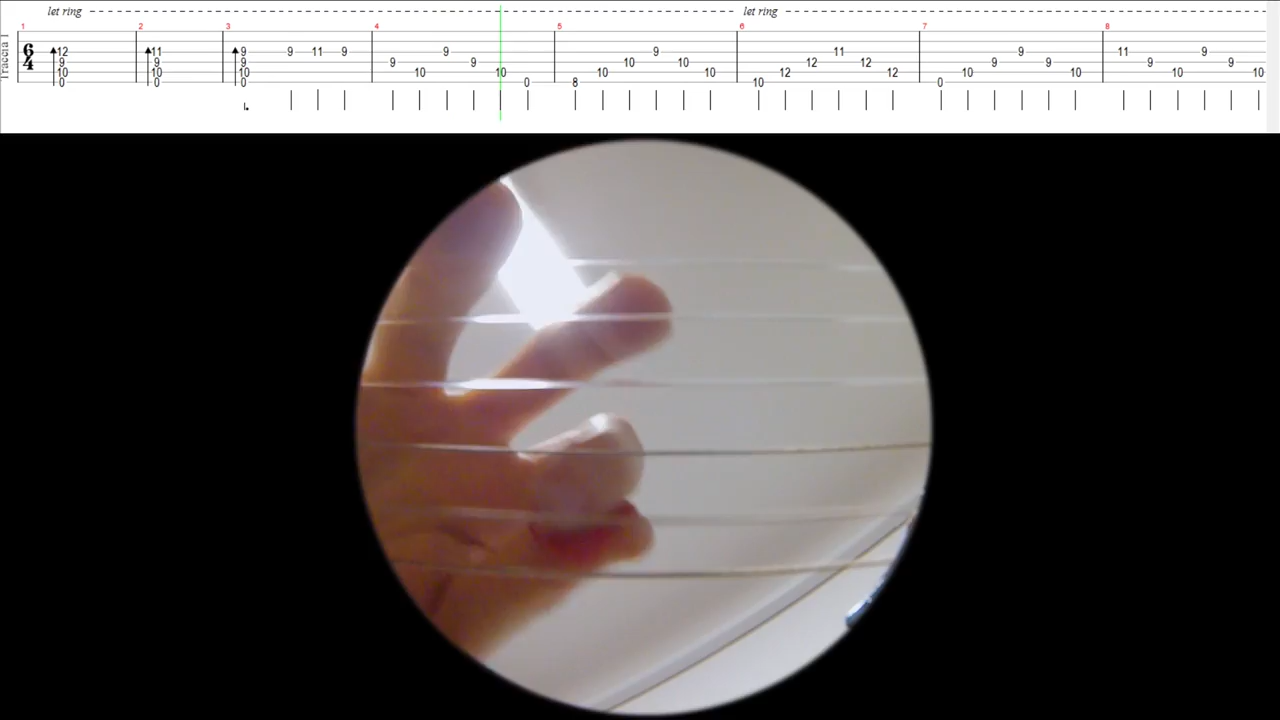 let ring let ring
1 2 3 4 5 6 7 8
12 11 9 9 11 9 9 9 9 11 9 11 9
9 9 9 9 9 10 10 12 12 9 9 9 9
10 10 10 10 10 10 10 12 12 10 10 10 10
0 0 0 0 8 10 0
6
4
Traccia 1